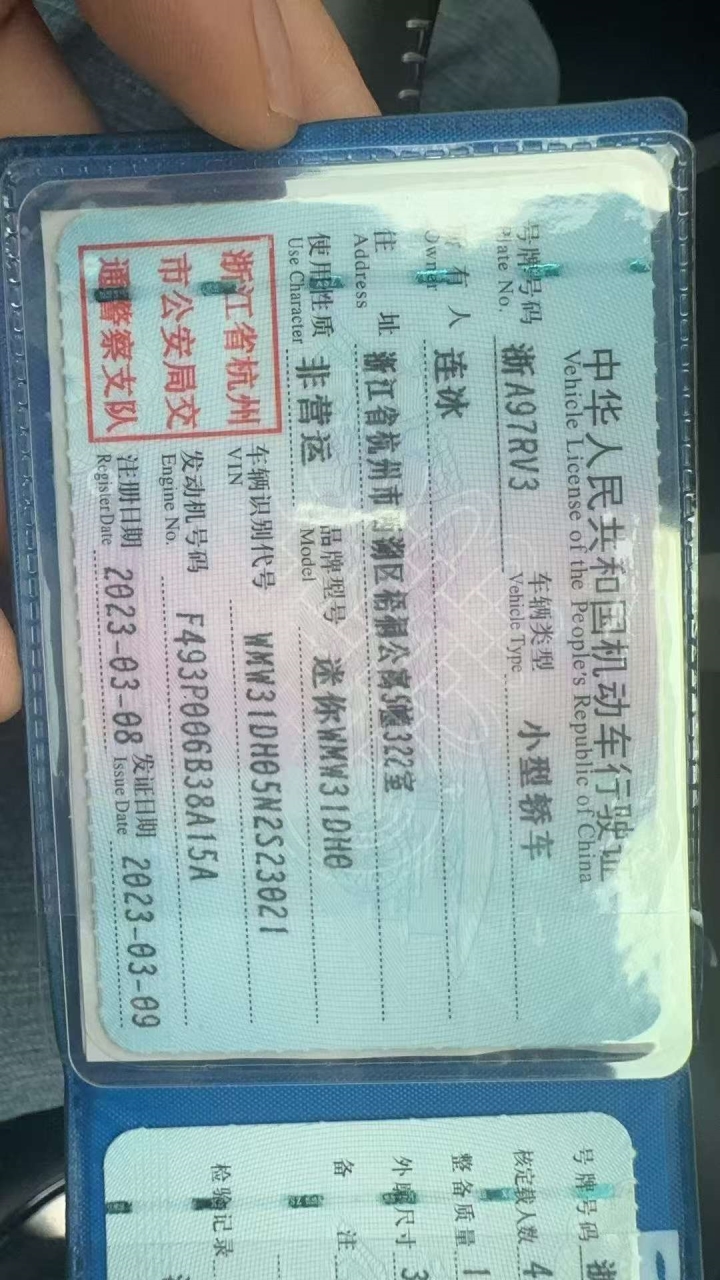 中华人民共和国机动车行驶证
Vehicle License of the People's Republic of China
号牌号码 浙A97RV3 车辆类型 小型轿车
Plate No. Vehicle Type
所有人 连冰
Owner
住址 浙江省杭州市 湖区梧桐公寓5幢322室
Address
使用性质 非营运 品牌型号 迷你WMW31DH0
Use Character Model
浙江省杭州
市公安局交
通警察支队
车辆识别代号 WMW31DH05N2S23021
VIN
发动机号码 F493P006B38A15A
Engine No.
注册日期 2023-03-08 发证日期 2023-03-09
Register Date Issue Date
号牌号码 浙
核定载人数 4
整备质量 1
外廓尺寸 3
备注
检验记录